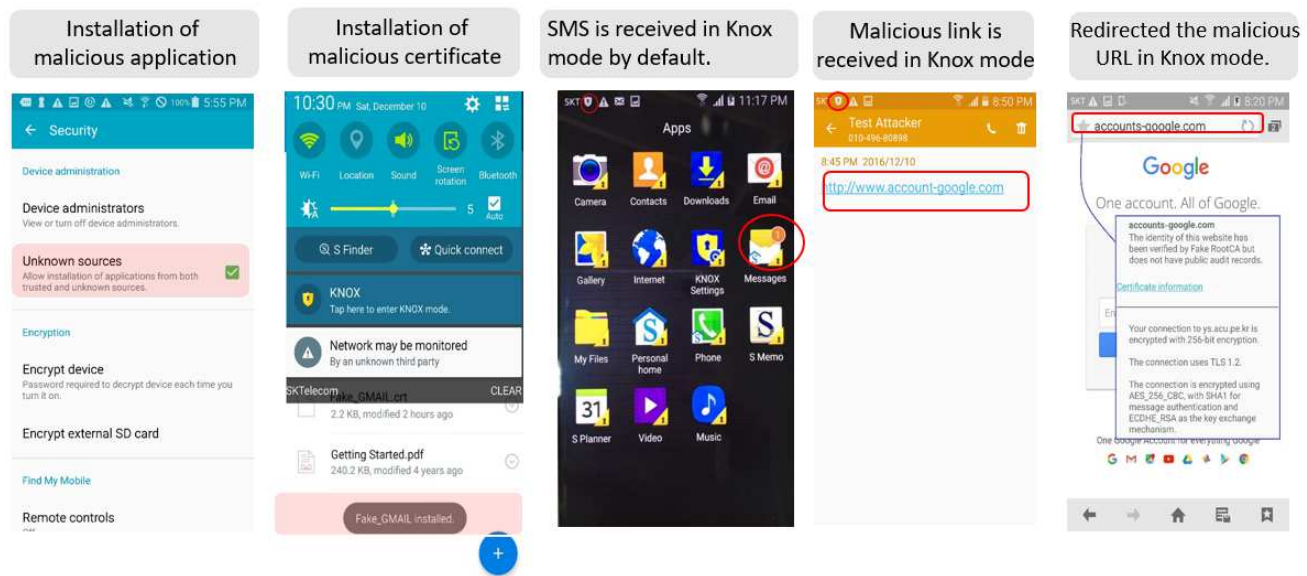 Installation of
malicious application
Installation of
malicious certificate
SMS is received in Knox
mode by default.
Malicious link is
received in Knox mode
Redirected the malicious
URL in Knox mode.
100% 5:55 PM
Security
Device administration
Device administrators
View or turn off device administrators.
Unknown sources
Allow installation of applications from both
trusted and unknown sources.
Encryption
Encrypt device
Password required to decrypt device each time you
turn it on.
Encrypt external SD card
Find My Mobile
Remote controls
10:30 PM Sat, December 10
Wi-Fi
Location
Sound
Screen
rotation
Bluetooth
A
5
Auto
S Finder
Quick connect
KNOX
Tap here to enter KNOX mode.
Network may be monitored
By an unknown third party
SKTelecom
CLEAR
Fake_GMAIL.crt
2.2 KB, modified 2 hours ago
Getting Started.pdf
240.2 KB, modified 4 years ago
Fake_GMAIL installed.
+
SKT 11:17 PM
Apps
Camera
Contacts
Downloads
Email
1
Gallery
Internet
KNOX
Settings
Messages
S
S
My Files
Personal
home
Phone
S Memo
31
S Planner
Video
Music
SKT 8:50 PM
Test Attacker
010-496-80898
8:45 PM 2016/12/10
http://www.account-google.com
SKT 8:20 PM
accounts-google.com
2
Google
One account. All of Google.
accounts-google.com
The identity of this website has
been verified by Fake RootCA but
does not have public audit records.
Certificate information
En
Your connection to ys.acu.pe.kr is
encrypted with 256-bit encryption.
The connection uses TLS 1.2.
The connection is encrypted using
AES_256_CBC, with SHA1 for
message authentication and
ECDHE_RSA as the key exchange
mechanism.
One Google Account for everything Google